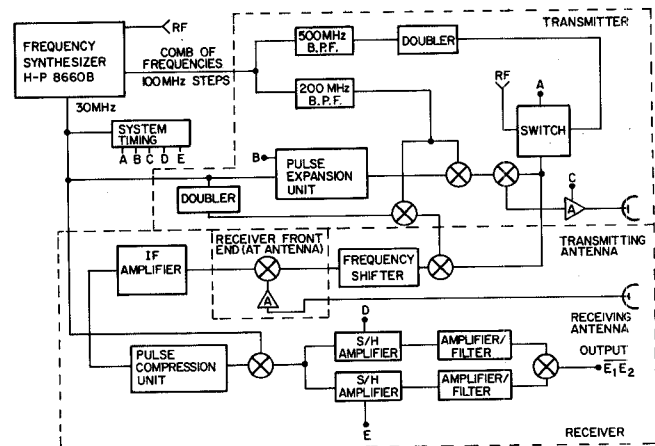 FREQUENCY
SYNTHESIZER
H-P 8660B
RF
COMB OF
FREQUENCIES
100MHz STEPS
500MHz
B.P.F.
DOUBLER
TRANSMITTER
200 MHz
B.P.F.
RF
A
SWITCH
30MHz
SYSTEM
TIMING
A B C D E
B
PULSE
EXPANSION
UNIT
C
A
DOUBLER
RECEIVER FRONT
END (AT ANTENNA)
TRANSMITTING
ANTENNA
IF
AMPLIFIER
FREQUENCY
SHIFTER
A
RECEIVING
ANTENNA
D
PULSE
COMPRESSION
UNIT
S/H
AMPLIFIER
AMPLIFIER/
FILTER
OUTPUT
E1E2
S/H
AMPLIFIER
AMPLIFIER/
FILTER
E
RECEIVER